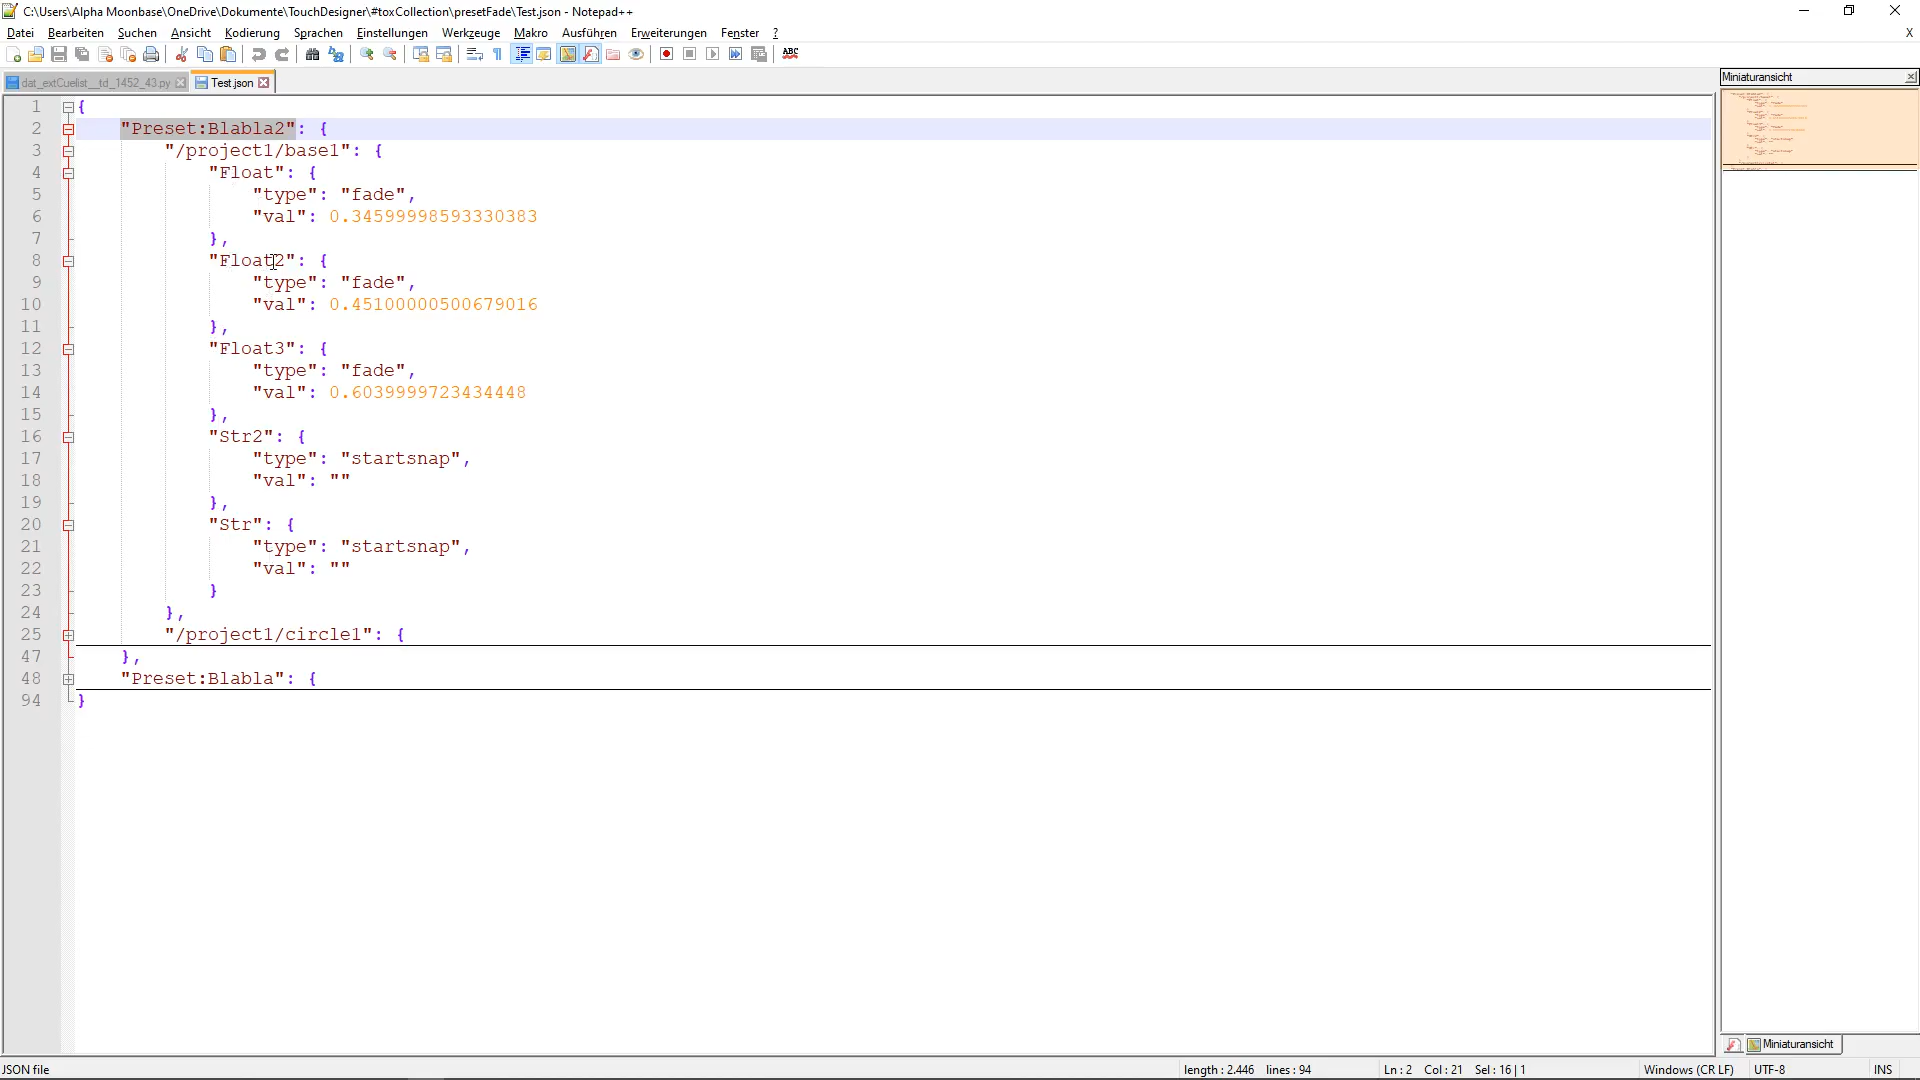 C:\Users\Alpha Moonbase\OneDrive\Dokumente\TouchDesigner\#toxCollection\presetFade\Test.json - Notepad++
Datei Bearbeiten Suchen Ansicht Kodierung Sprachen Einstellungen Werkzeuge Makro Ausführen Erweiterungen Fenster ? X
ABC
dat_extCuelist__td_1452_43.py Test.json
Miniaturansicht
1 {
2 "Preset:Blabla2": {
3 "/project1/base1": {
4 "Float": {
5 "type": "fade",
6 "val": 0.34599998593330383
7 },
8 "Float2": {
9 "type": "fade",
10 "val": 0.45100000500679016
11 },
12 "Float3": {
13 "type": "fade",
14 "val": 0.6039999723434448
15 },
16 "Str2": {
17 "type": "startsnap",
18 "val": ""
19 },
20 "Str": {
21 "type": "startsnap",
22 "val": ""
23 }
24 },
25 "/project1/circle1": {
47 },
48 "Preset:Blabla": {
94 }
Miniaturansicht
JSON file length : 2.446 lines : 94 Ln : 2 Col : 21 Sel : 16 | 1 Windows (CR LF) UTF-8 INS